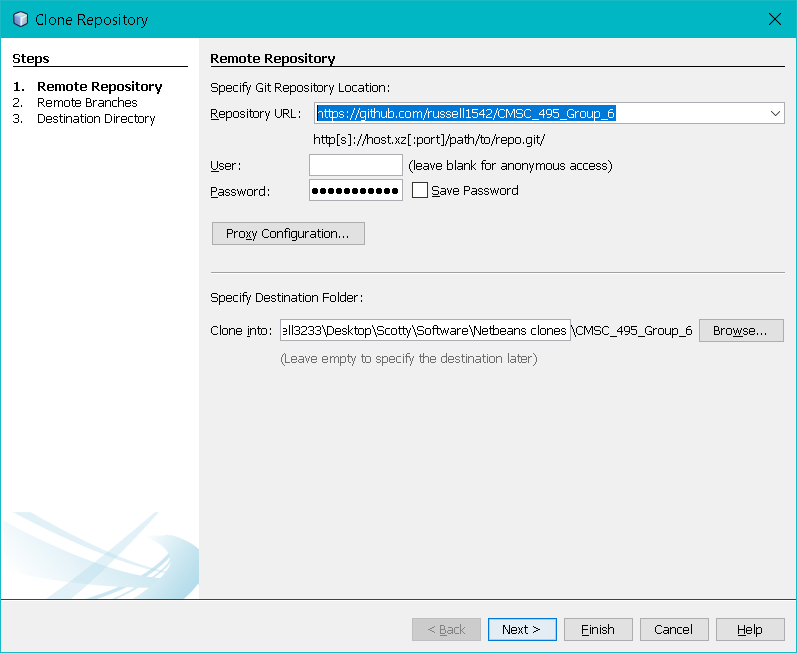 Clone Repository
Steps
1. Remote Repository
2. Remote Branches
3. Destination Directory
Remote Repository
Specify Git Repository Location:
Repository URL: https://github.com/russell1542/CMSC_495_Group_6
http[s]://host.xz[:port]/path/to/repo.git/
User: (leave blank for anonymous access)
Password: ●●●●●●●●●●● Save Password
Proxy Configuration...
Specify Destination Folder:
Clone into: ell3233\Desktop\Scotty\Software\Netbeans clones \CMSC_495_Group_6 Browse...
(Leave empty to specify the destination later)
< Back Next > Finish Cancel Help